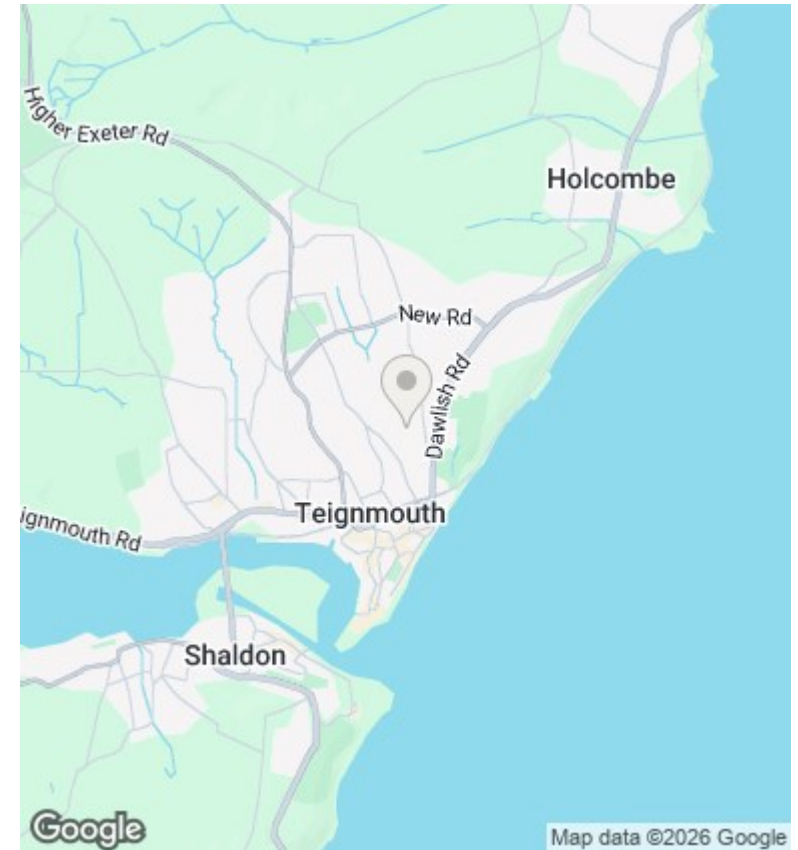 Higher Exeter Rd
Holcombe
New Rd
Dawlish Rd
Teignmouth
ignmouth Rd
Shaldon
Google
Map data ©2026 Google